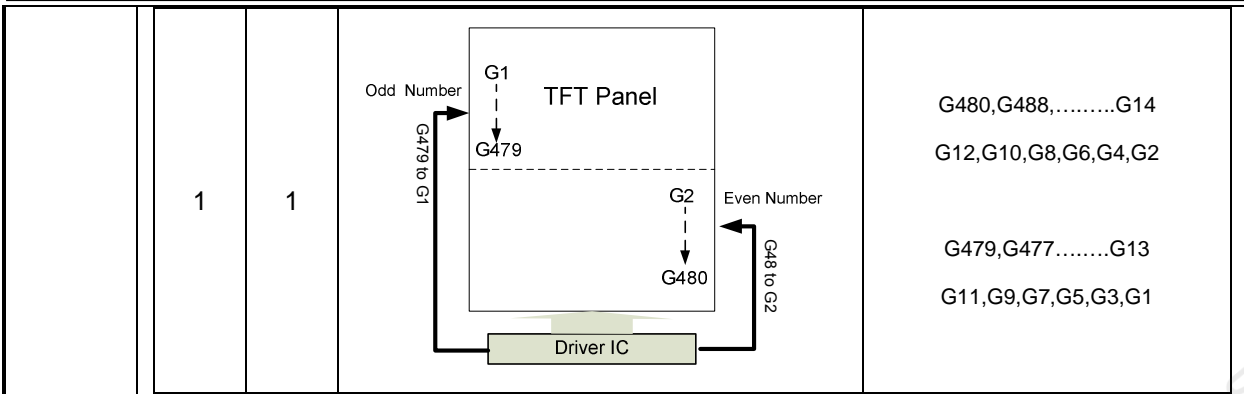 1
1
Odd Number
G1
TFT Panel
G479 to G1
G479
G2
Even Number
G48 to G2
G480
Driver IC
G480,G488,……..G14
G12,G10,G8,G6,G4,G2
G479,G477…..….G13
G11,G9,G7,G5,G3,G1